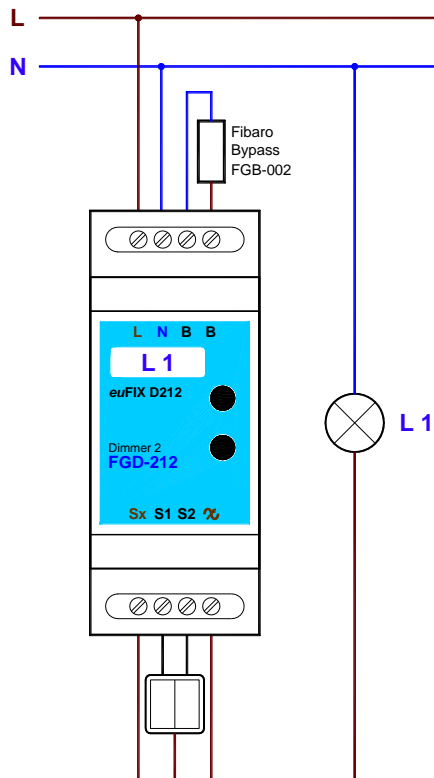 L
N
Fibaro
Bypass
FGB-002
L N B B
L 1
euFIX D212
L 1
Dimmer 2
FGD-212
Sx S1 S2